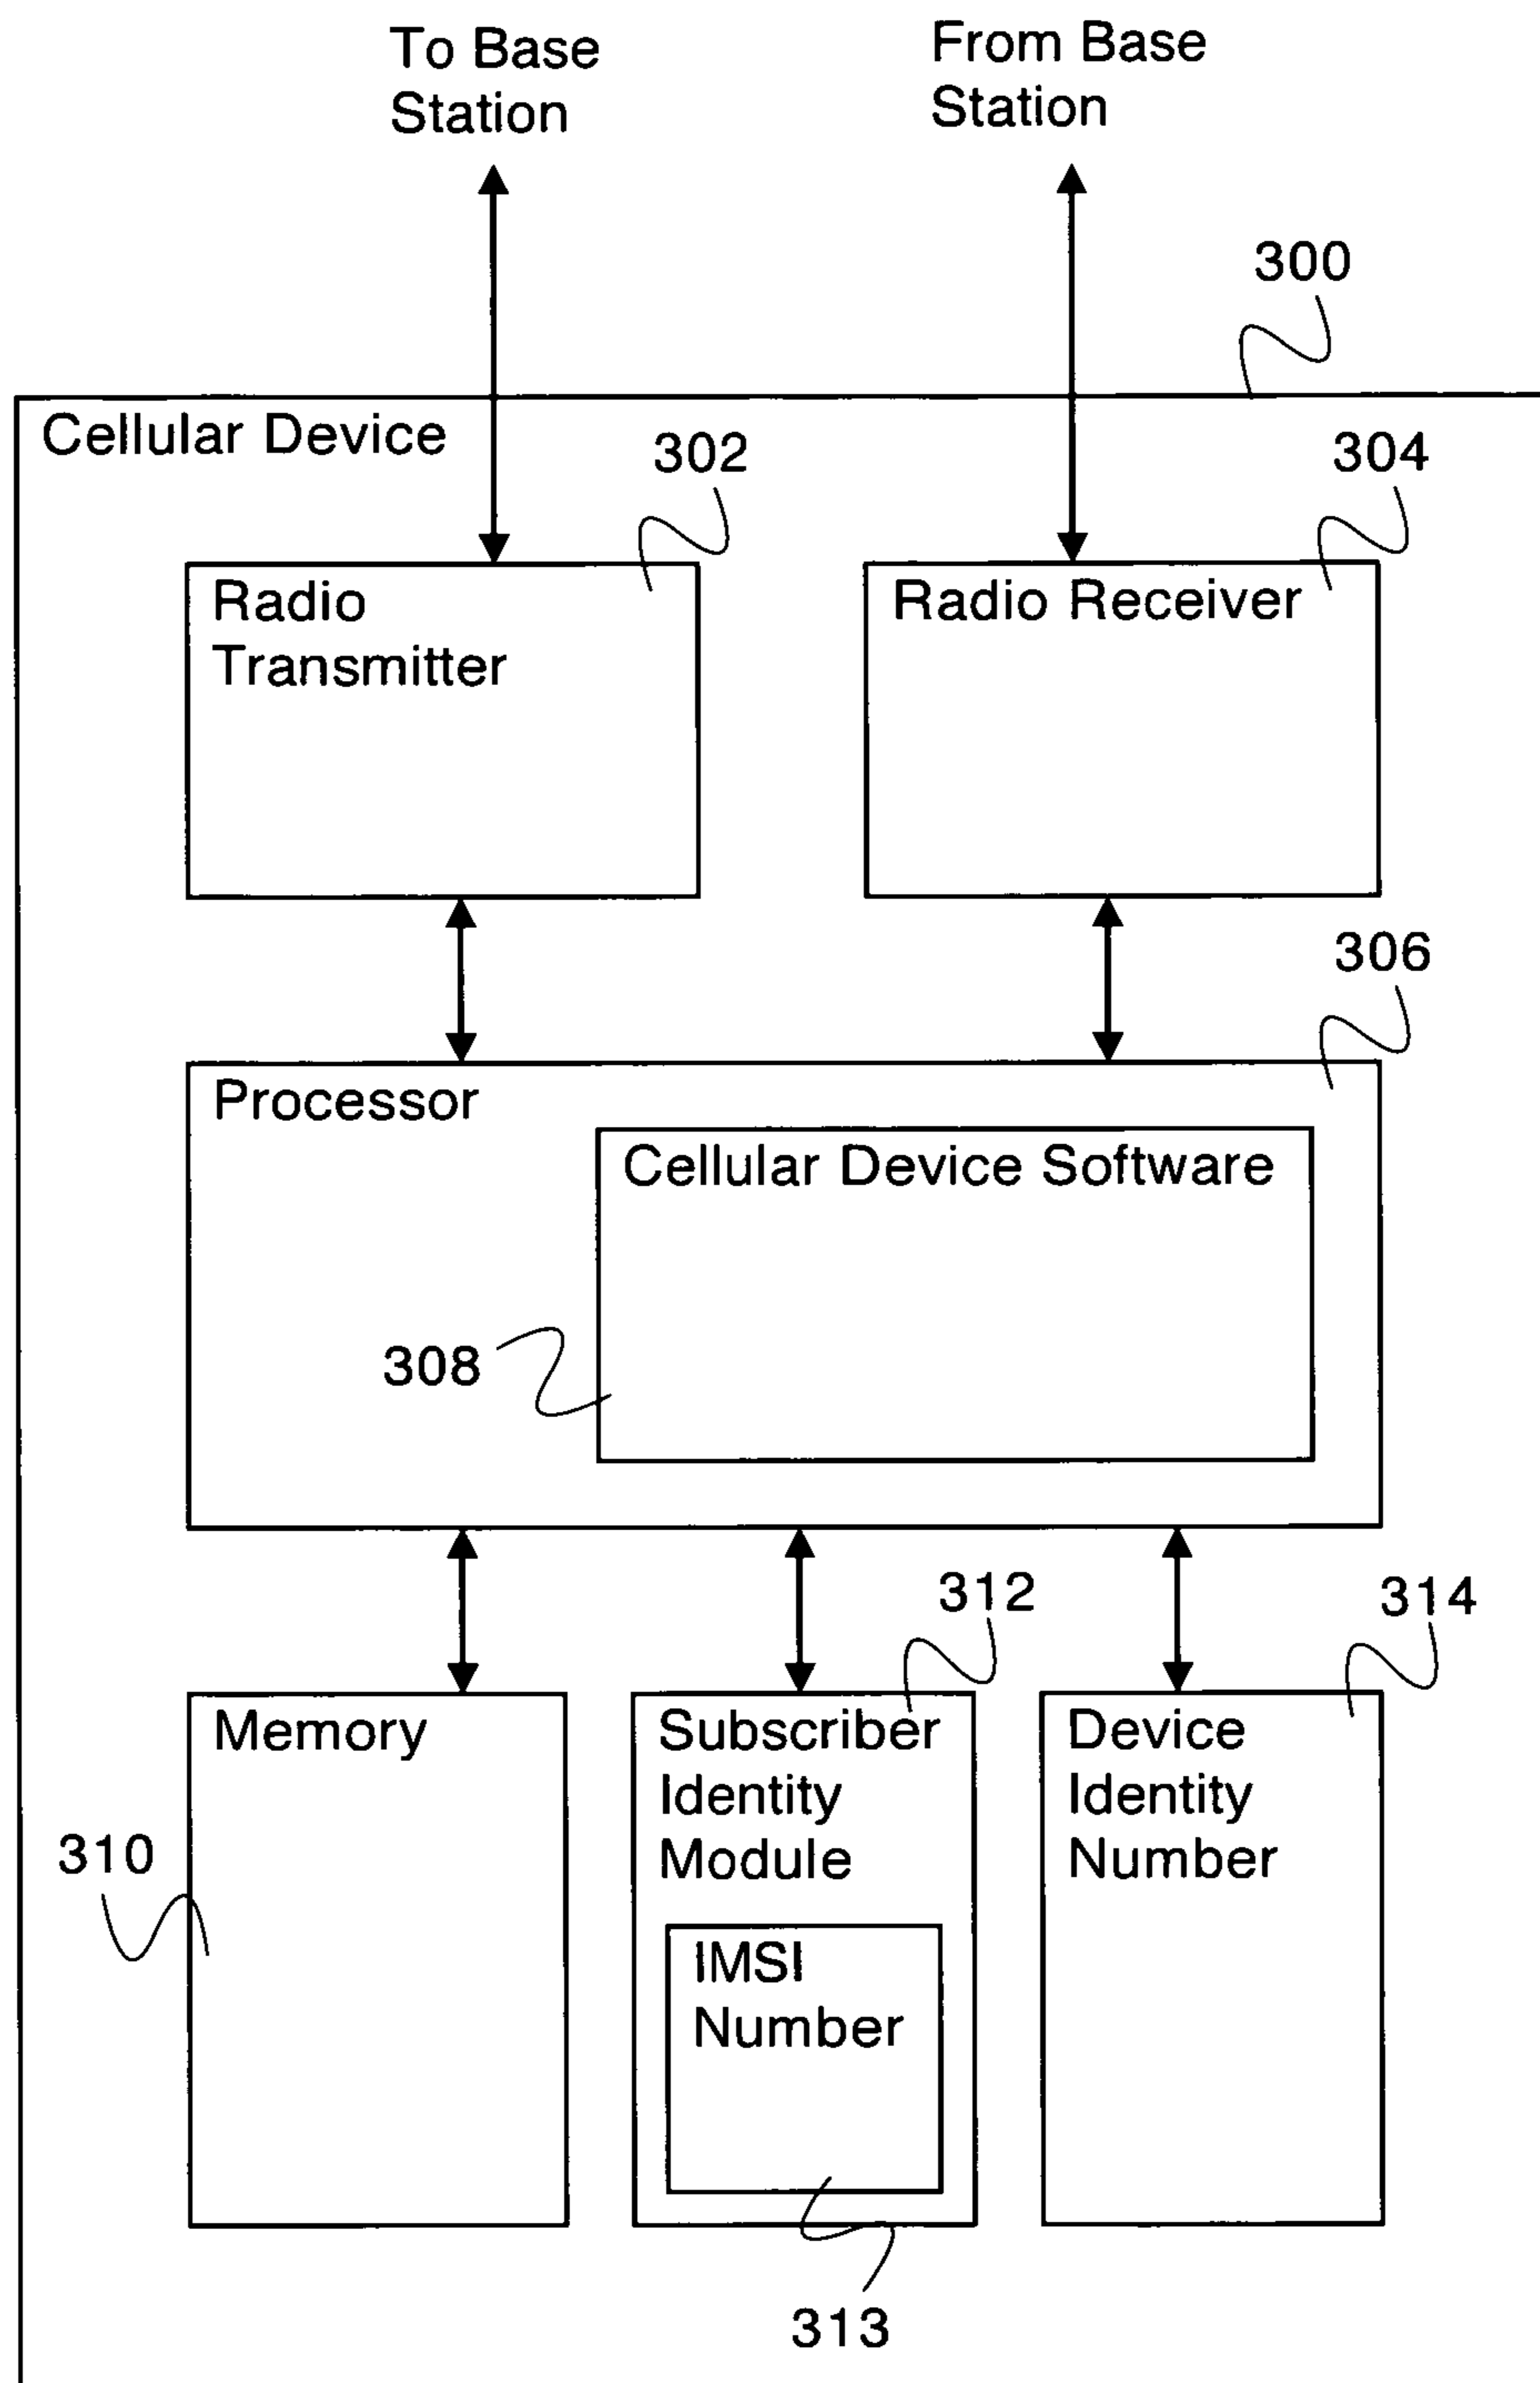 To Base
Station
From Base
Station
300
Cellular Device
302
304
Radio
Transmitter
Radio Receiver
306
Processor
Cellular Device Software
308
312
314
Memory
Subscriber
Identity
Module
Device
Identity
Number
310
IMSI
Number
313